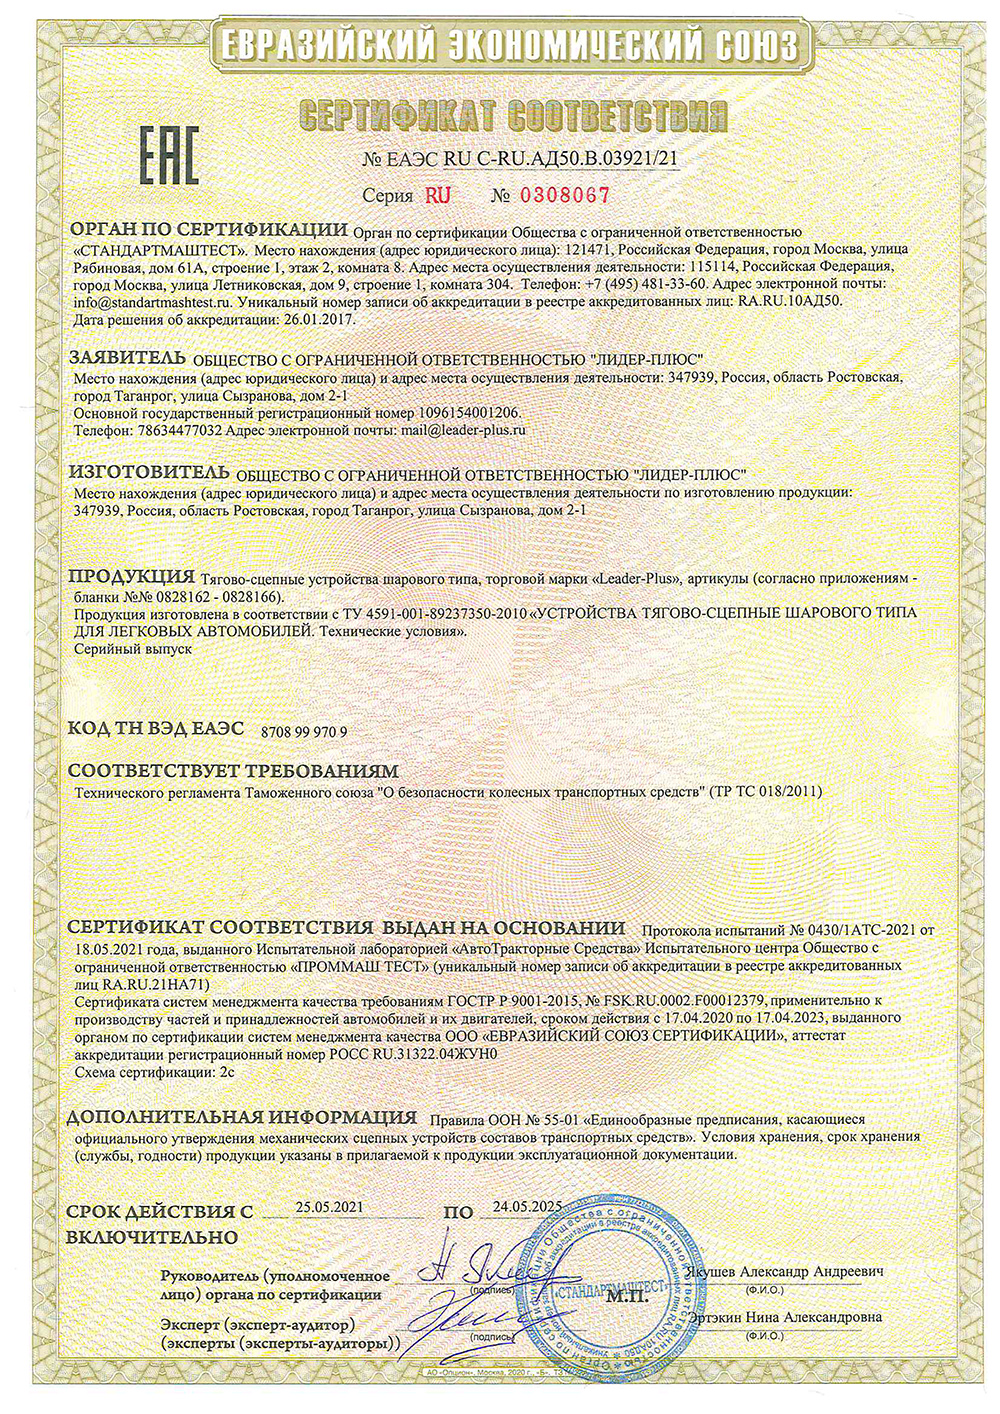 ЕВРАЗИЙСКИЙ ЭКОНОМИЧЕСКИЙ СОЮЗ
СЕРТИФИКАТ СООТВЕТСТВИЯ
ЕАС
№ ЕАЭС RU С-RU.АД50.В.03921/21
Серия RU № 0308067
ОРГАН ПО СЕРТИФИКАЦИИ Орган по сертификации Общества с ограниченной ответственностью
«СТАНДАРТМАШТЕСТ». Место нахождения (адрес юридического лица): 121471, Российская Федерация, город Москва, улица
Рябиновая, дом 61А, строение 1, этаж 2, комната 8. Адрес места осуществления деятельности: 115114, Российская Федерация,
город Москва, улица Летниковская, дом 9, строение 1, комната 304. Телефон: +7 (495) 481-33-60. Адрес электронной почты:
info@standartmashtest.ru. Уникальный номер записи об аккредитации в реестре аккредитованных лиц: RA.RU.10АД50.
Дата решения об аккредитации: 26.01.2017.
ЗАЯВИТЕЛЬ ОБЩЕСТВО С ОГРАНИЧЕННОЙ ОТВЕТСТВЕННОСТЬЮ "ЛИДЕР-ПЛЮС"
Место нахождения (адрес юридического лица) и адрес места осуществления деятельности: 347939, Россия, область Ростовская,
город Таганрог, улица Сызранова, дом 2-1
Основной государственный регистрационный номер 1096154001206.
Телефон: 78634477032 Адрес электронной почты: mail@leader-plus.ru
ИЗГОТОВИТЕЛЬ ОБЩЕСТВО С ОГРАНИЧЕННОЙ ОТВЕТСТВЕННОСТЬЮ "ЛИДЕР-ПЛЮС"
Место нахождения (адрес юридического лица) и адрес места осуществления деятельности по изготовлению продукции:
347939, Россия, область Ростовская, город Таганрог, улица Сызранова, дом 2-1
ПРОДУКЦИЯ Тягово-сцепные устройства шарового типа, торговой марки «Leader-Plus», артикулы (согласно приложениям -
бланки №№ 0828162 - 0828166).
Продукция изготовлена в соответствии с ТУ 4591-001-89237350-2010 «УСТРОЙСТВА ТЯГОВО-СЦЕПНЫЕ ШАРОВОГО ТИПА
ДЛЯ ЛЕГКОВЫХ АВТОМОБИЛЕЙ. Технические условия».
Серийный выпуск
КОД ТН ВЭД ЕАЭС 8708 99 970 9
СООТВЕТСТВУЕТ ТРЕБОВАНИЯМ
Технического регламента Таможенного союза "О безопасности колесных транспортных средств" (ТР ТС 018/2011)
СЕРТИФИКАТ СООТВЕТСТВИЯ ВЫДАН НА ОСНОВАНИИ Протокола испытаний № 0430/1АТС-2021 от
18.05.2021 года, выданного Испытательной лабораторией «АвтоТракторные Средства» Испытательного центра Общество с
ограниченной ответственностью «ПРОММАШ ТЕСТ» (уникальный номер записи об аккредитации в реестре аккредитованных
лиц RA.RU.21НА71)
Сертификата систем менеджмента качества требованиям ГОСТР Р 9001-2015, № FSK.RU.0002.F00012379, применительно к
производству частей и принадлежностей автомобилей и их двигателей, сроком действия с 17.04.2020 по 17.04.2023, выданного
органом по сертификации систем менеджмента качества ООО «ЕВРАЗИЙСКИЙ СОЮЗ СЕРТИФИКАЦИИ», аттестат
аккредитации регистрационный номер РОСС RU.31322.04ЖУН0
Схема сертификации: 2с
ДОПОЛНИТЕЛЬНАЯ ИНФОРМАЦИЯ Правила ООН № 55-01 «Единообразные предписания, касающиеся
официального утверждения механических сцепных устройств составов транспортных средств». Условия хранения, срок хранения
(службы, годности) продукции указаны в прилагаемой к продукции эксплуатационной документации.
СРОК ДЕЙСТВИЯ С 25.05.2021 ПО 24.05.2025
ВКЛЮЧИТЕЛЬНО
Руководитель (уполномоченное
лицо) органа по сертификации
(подпись)
Якушев Александр Андреевич
(Ф.И.О.)
«СТАНДАРТМАШТЕСТ»
М.П.
Эксперт (эксперт-аудитор)
(эксперты (эксперты-аудиторы))
(подпись)
Эртэкин Нина Александровна
(Ф.И.О.)
АО «Опцион», Москва, 2020 г., «Б»